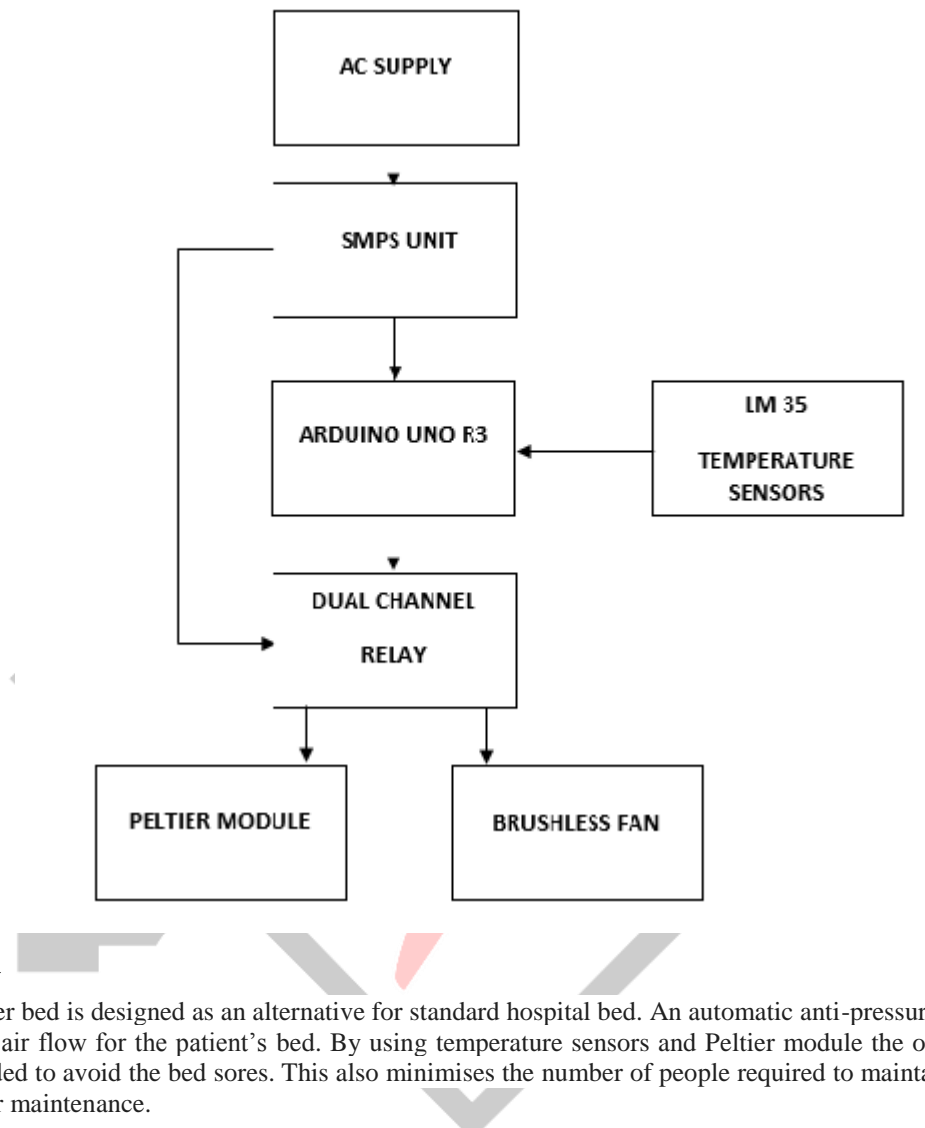 AC SUPPLY
SMPS UNIT
ARDUINO UNO R3
LM 35
TEMPERATURE
SENSORS
DUAL CHANNEL
RELAY
PELTIER MODULE
BRUSHLESS FAN
er bed is designed as an alternative for standard hospital bed. An automatic anti-pressur
air flow for the patient’s bed. By using temperature sensors and Peltier module the o
led to avoid the bed sores. This also minimises the number of people required to mainta
r maintenance.